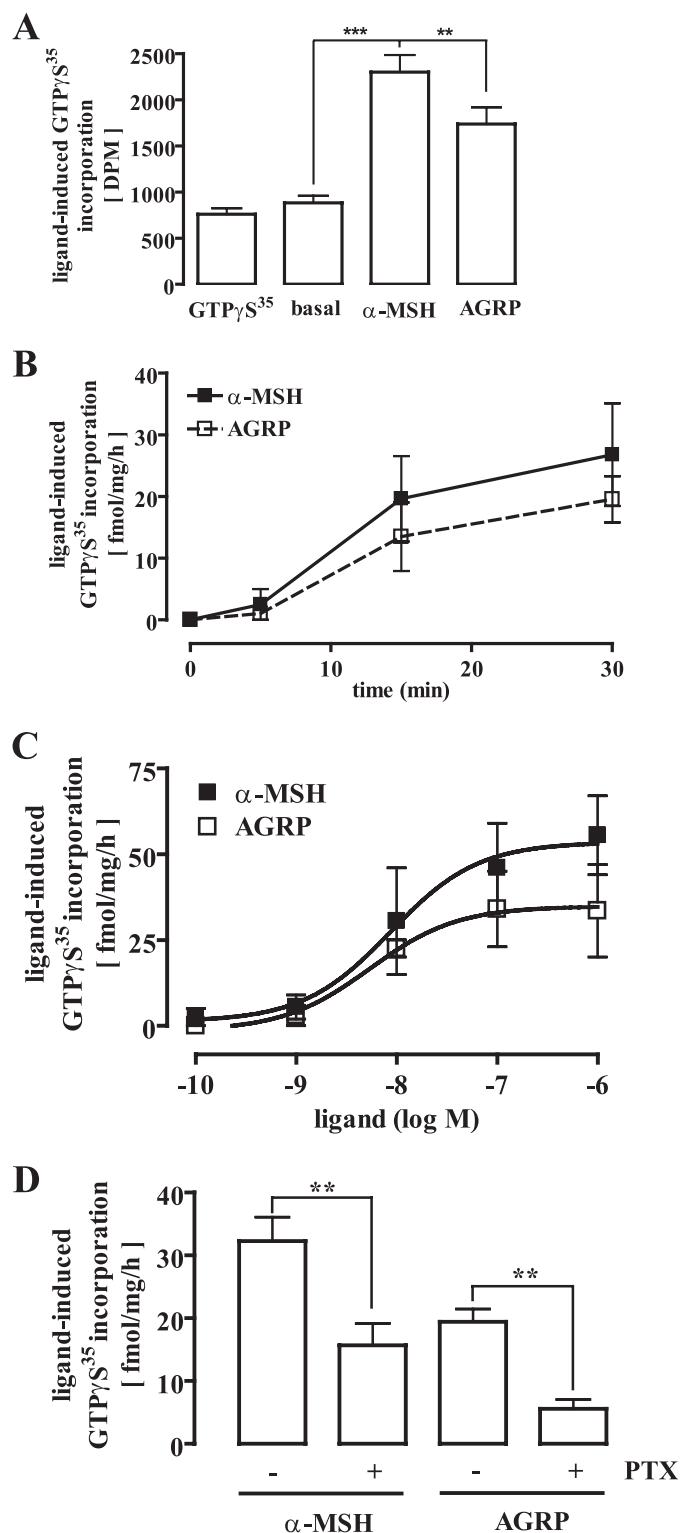 A
ligand-induced GTPγS³⁵
incorporation
[ DPM ]
2500
2000
1500
1000
500
0
*** **
GTPγS³⁵ basal α-MSH AGRP
B
ligand-induced
GTPγS³⁵ incorporation
[ fmol/mg/h ]
40
30
20
10
0
α-MSH
AGRP
0 10 20 30
time (min)
C
ligand-induced
GTPγS³⁵ incorporation
[ fmol/mg/h ]
75
50
25
0
α-MSH
AGRP
-10 -9 -8 -7 -6
ligand (log M)
D
ligand-induced
GTPγS³⁵ incorporation
[ fmol/mg/h ]
40
30
20
10
0
** **
- + - + PTX
α-MSH AGRP